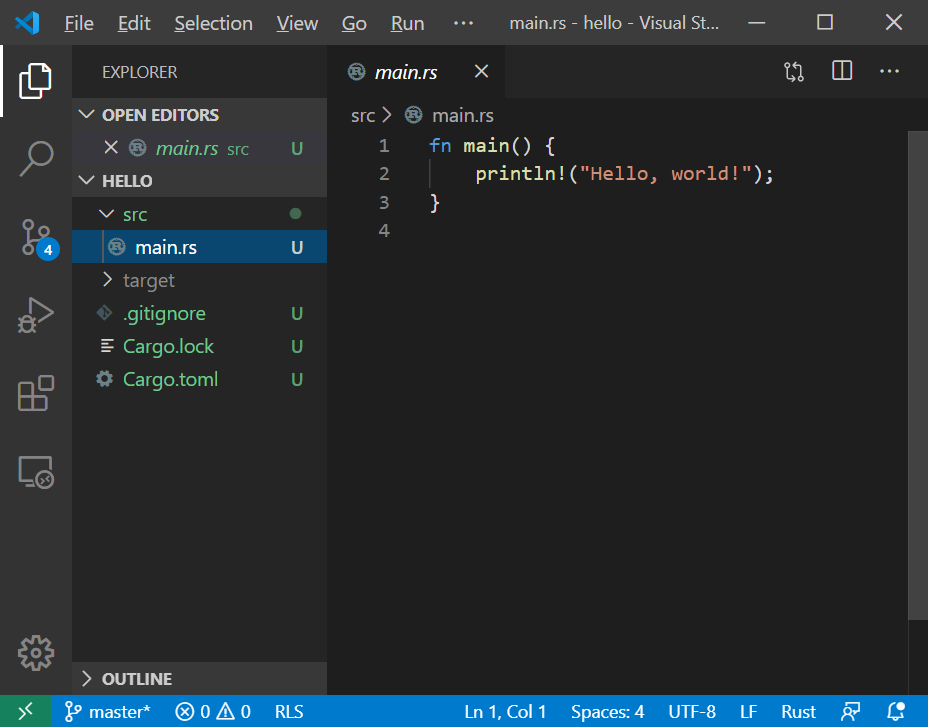 File Edit Selection View Go Run ··· main.rs - hello - Visual St...
EXPLORER
OPEN EDITORS
main.rs src U
HELLO
src
main.rs U
target
.gitignore U
Cargo.lock U
Cargo.toml U
OUTLINE
4
main.rs
src > main.rs
1 fn main() {
2     println!("Hello, world!");
3 }
4
master* 0 0 RLS Ln 1, Col 1 Spaces: 4 UTF-8 LF Rust